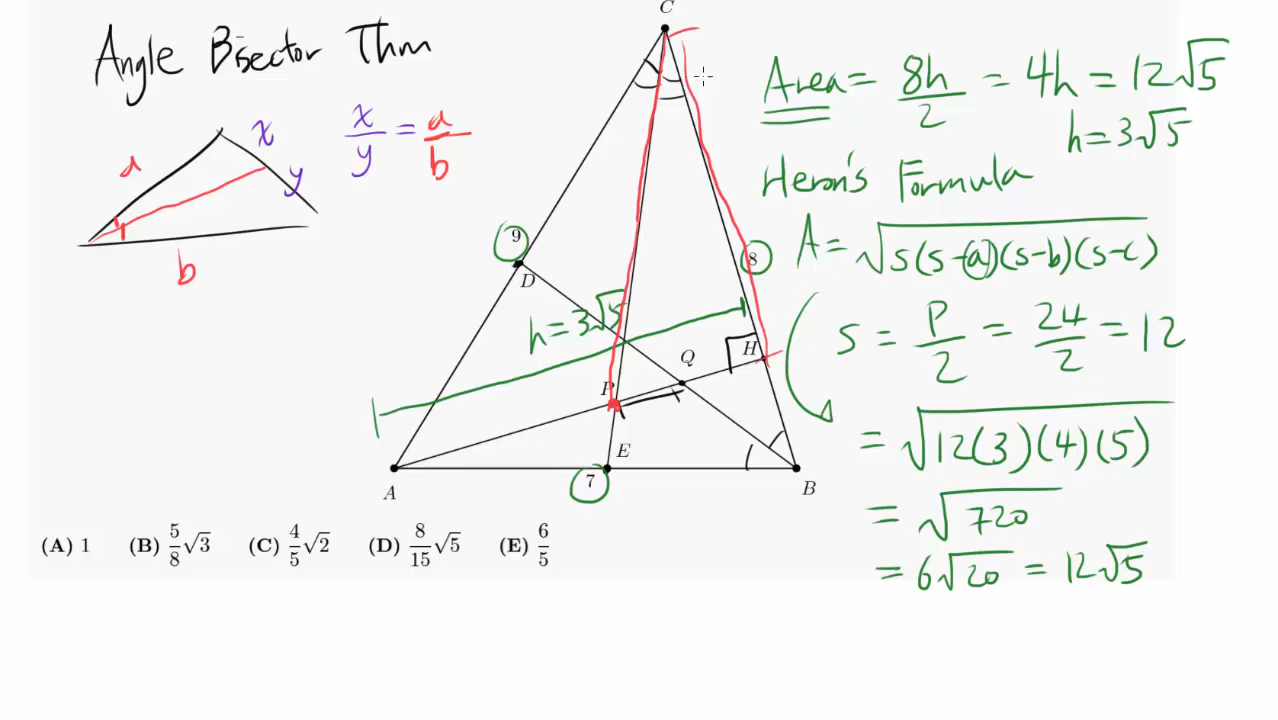 Angle Bisector Thm
x/y = a/b
a
x
y
b
C
9
D
8
h = 3√5
Q
H
P
E
A
7
B
Area = 8h/2 = 4h = 12√5
h = 3√5
Heron's Formula
A = √s(s-a)(s-b)(s-c)
s = P/2 = 24/2 = 12
= √12(3)(4)(5)
= √720
= 6√20 = 12√5
(A) 1 (B) 5/8√3 (C) 4/5√2 (D) 8/15√5 (E) 6/5